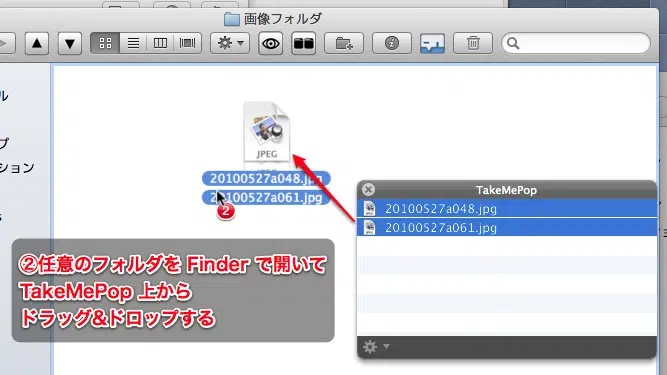 画像フォルダ
ル
プ
ション
JPEG
20100527a048.jpg
20100527a061.jpg
2
TakeMePop
JPEG 20100527a048.jpg
JPEG 20100527a061.jpg
②任意のフォルダを Finder で開いて
TakeMePop 上から
ドラッグ&ドロップする